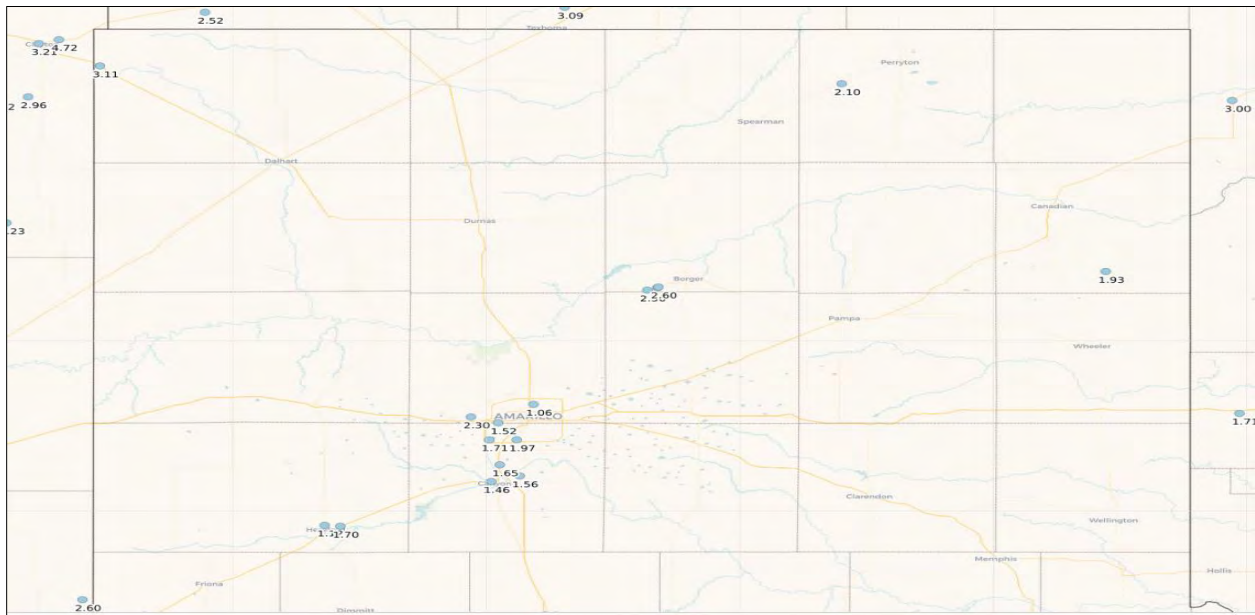 3.09
2.52
Texhoma
3.21
4.72
Perryton
3.11
2.10
2.96
3.00
Spearman
Dalhart
Canadian
Dumas
.23
Borger
1.93
2.60
Pampa
Wheeler
1.06
AMARILLO
2.30
1.52
1.71
1.71
1.97
1.65
1.56
1.46
Clarendon
Wellington
1.70
Memphis
Hollis
Friona
2.60
Dimmitt